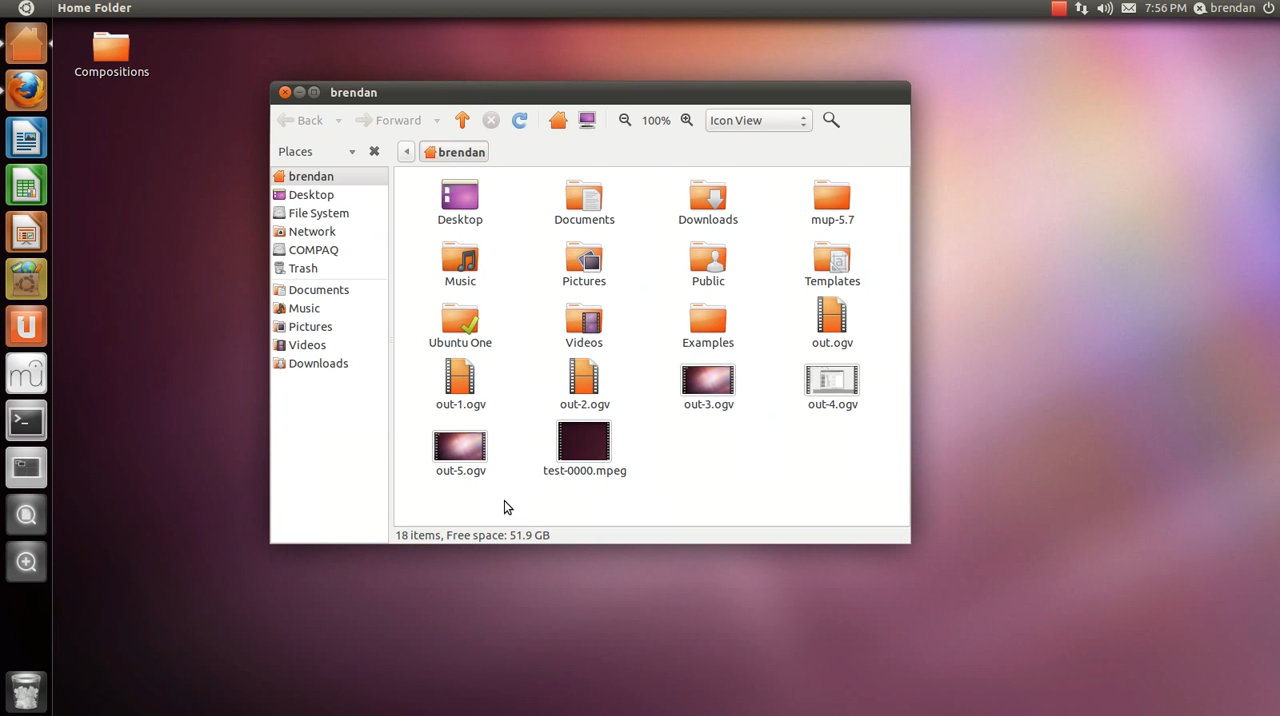 Home Folder
7:56 PM brendan
Compositions
brendan
Back Forward 100% Icon View
Places brendan
brendan
Desktop
File System
Network
COMPAQ
Trash
Documents
Music
Pictures
Videos
Downloads
Desktop Documents Downloads mup-5.7
Music Pictures Public Templates
Ubuntu One Videos Examples out.ogv
out-1.ogv out-2.ogv out-3.ogv out-4.ogv
out-5.ogv test-0000.mpeg
18 items, Free space: 51.9 GB